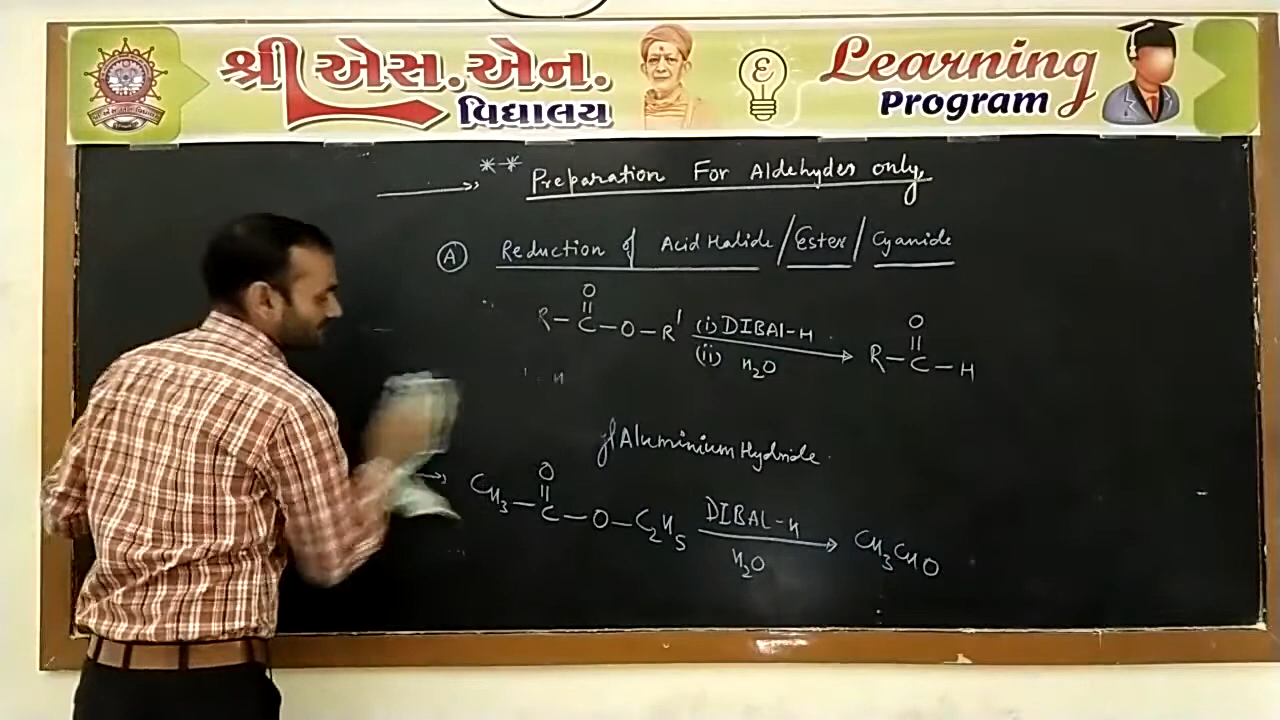 શ્રી એસ.એન. વિદ્યાલય
Learning Program
** Preparation For Aldehydes only,
(A) Reduction of Acid Halide / Ester / Cyanide
O O
R – C – O – R' (i) DIBAl-H R – C – H
(ii) H2O
yl Aluminium Hydride
O
CH3 – C – O – C2H5 DIBAL-H CH3CHO
H2O